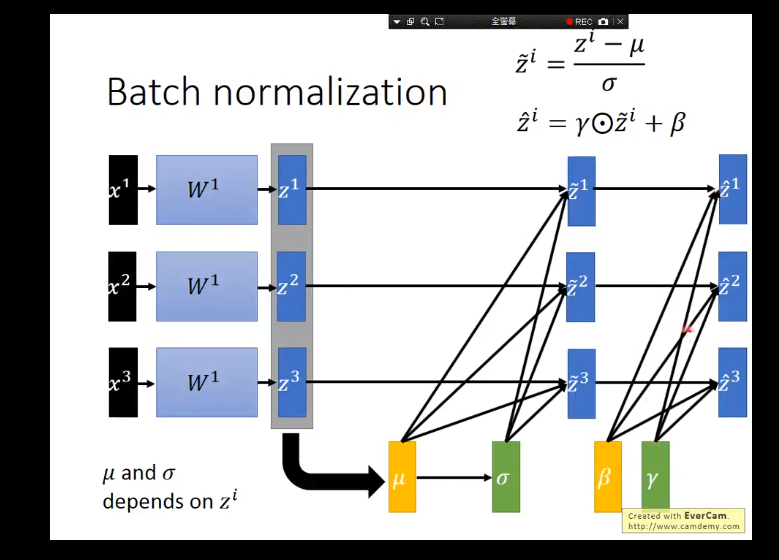 全螢幕 REC
Batch normalization
z̃ⁱ = (zⁱ − μ) / σ
ẑⁱ = γ⊙z̃ⁱ + β
x¹ W¹ z¹ z̃¹ ẑ¹
x² W¹ z² z̃² ẑ²
x³ W¹ z³ z̃³ ẑ³
μ σ β γ
μ and σ
depends on zⁱ
Created with EverCam.
http://www.camdemy.com